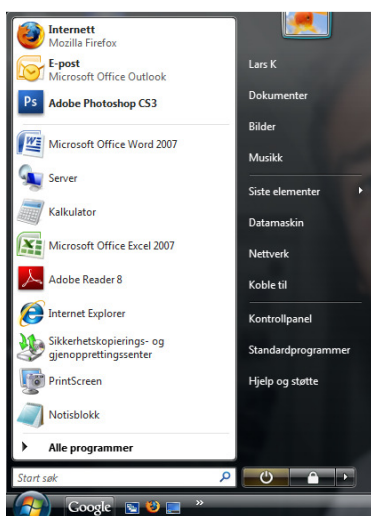 Internett
Mozilla Firefox
E-post
Microsoft Office Outlook
Ps Adobe Photoshop CS3
Microsoft Office Word 2007
Server
Kalkulator
Microsoft Office Excel 2007
Adobe Reader 8
Internet Explorer
Sikkerhetskopierings- og
gjenopprettingssenter
PrintScreen
Notisblokk
Alle programmer
Start søk
Lars K
Dokumenter
Bilder
Musikk
Siste elementer
Datamaskin
Nettverk
Koble til
Kontrollpanel
Standardprogrammer
Hjelp og støtte
Google